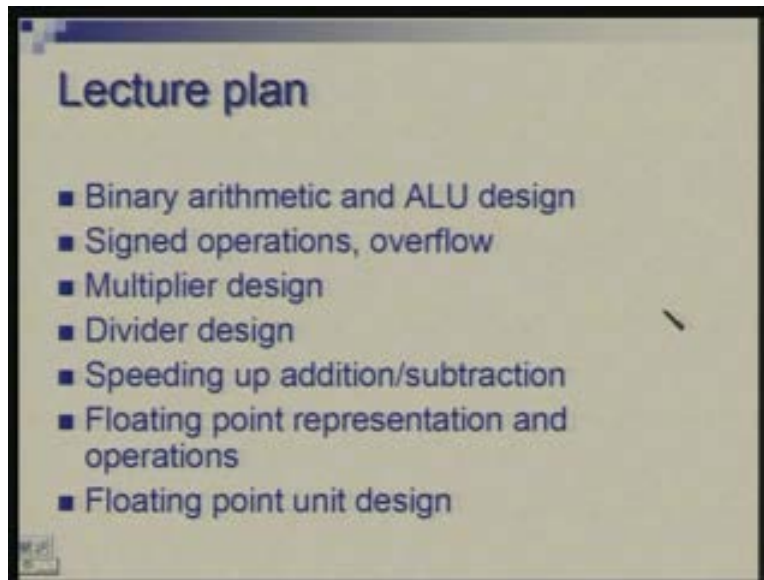 Lecture plan
Binary arithmetic and ALU design
Signed operations, overflow
Multiplier design
Divider design
Speeding up addition/subtraction
Floating point representation and
operations
Floating point unit design